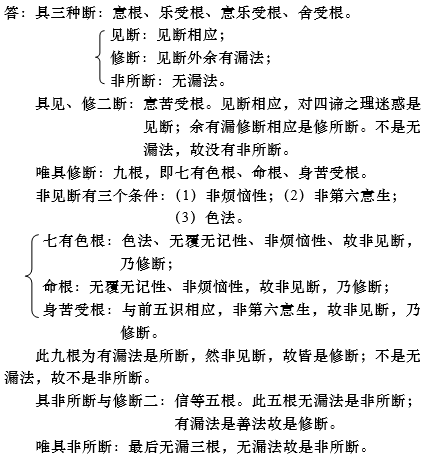 答：具三种断：意根、乐受根、意乐受根、舍受根。
见断：见断相应；
修断：见断外余有漏法；
非所断：无漏法。
具见、修二断：意苦受根。见断相应，对四谛之理迷惑是
见断；余有漏修断相应是修所断。不是无
漏法，故没有非所断。
唯具修断：九根，即七有色根、命根、身苦受根。
非见断有三个条件：（1）非烦恼性；（2）非第六意生；
（3）色法。
七有色根：色法、无覆无记性、非烦恼性、故非见断，
乃修断；
命根：无覆无记性、非烦恼性，故非见断，乃修断；
身苦受根：与前五识相应，非第六意生，故非见断，乃
修断。
此九根为有漏法是所断，然非见断，故皆是修断；不是无
漏法，故不是非所断。
具非所断与修断二：信等五根。此五根无漏法是非所断；
有漏法是善法故是修断。
唯具非所断：最后无漏三根，无漏法故是非所断。